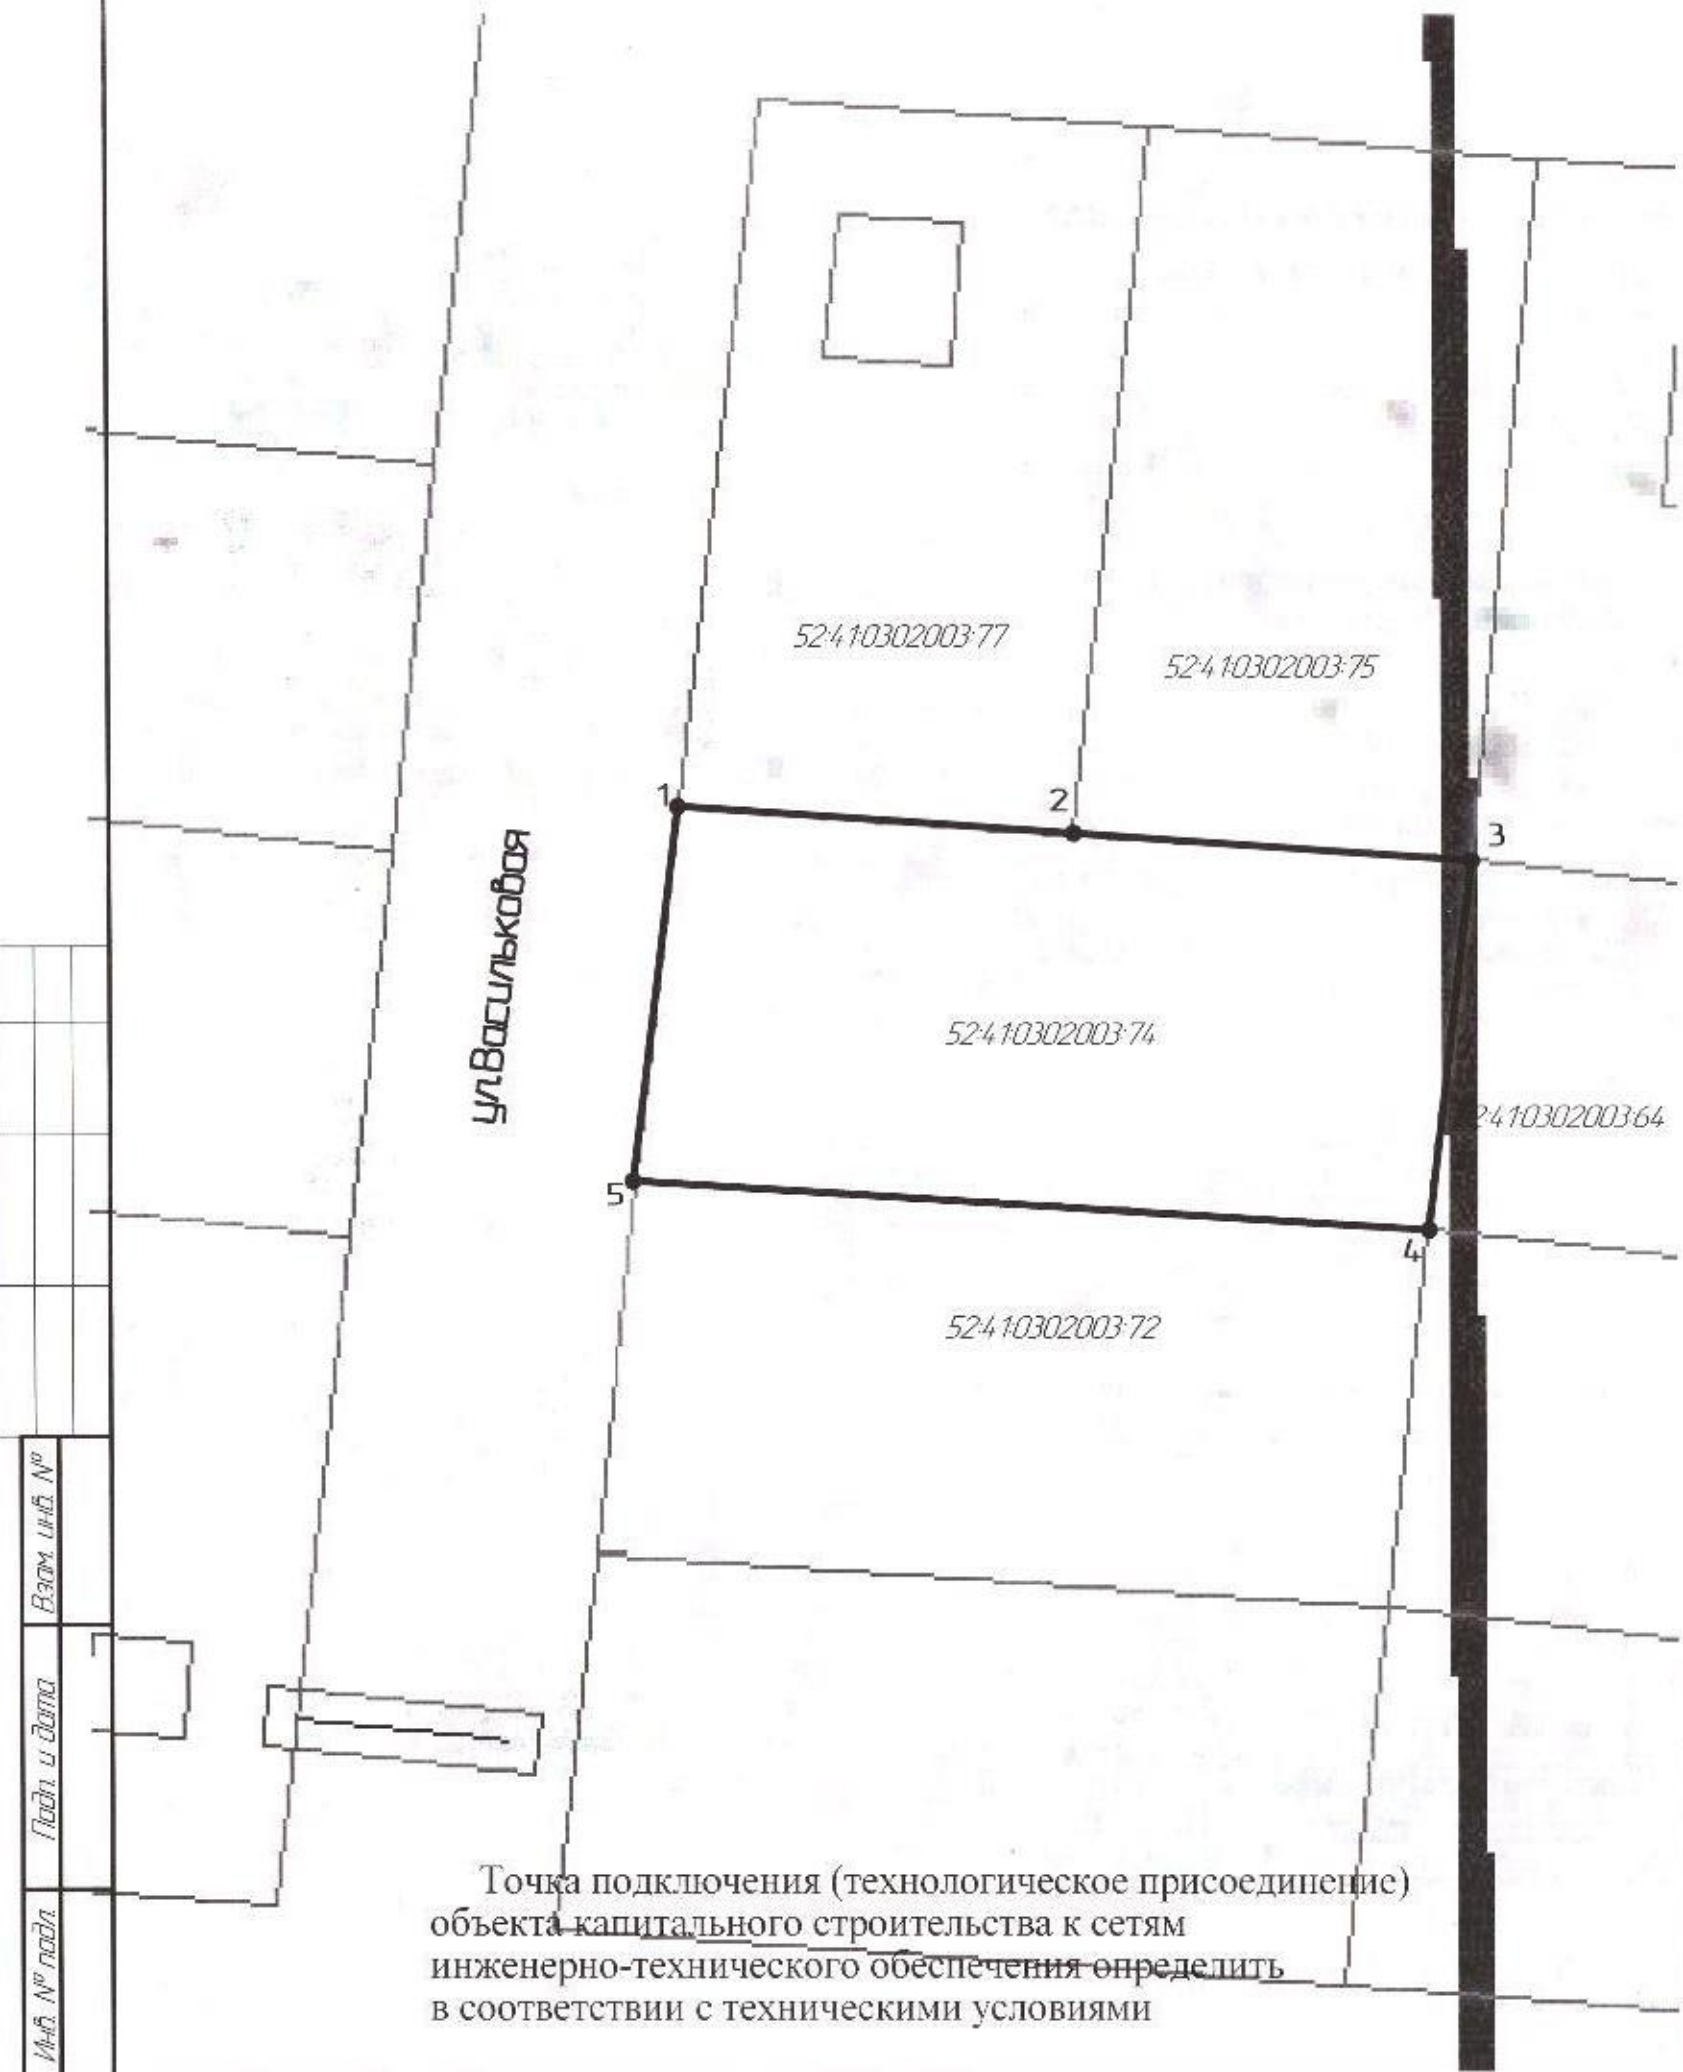 52:41:0302003:77
52:41:0302003:75
1
2
3
ул.Васильковая
52:41:0302003:74
2:41:0302003:64
5
4
52:41:0302003:72
Взам. инв. №
Подп. и дата
Инв. № подл.
Точка подключения (технологическое присоединение)
объекта капитального строительства к сетям
инженерно-технического обеспечения определить
в соответствии с техническими условиями